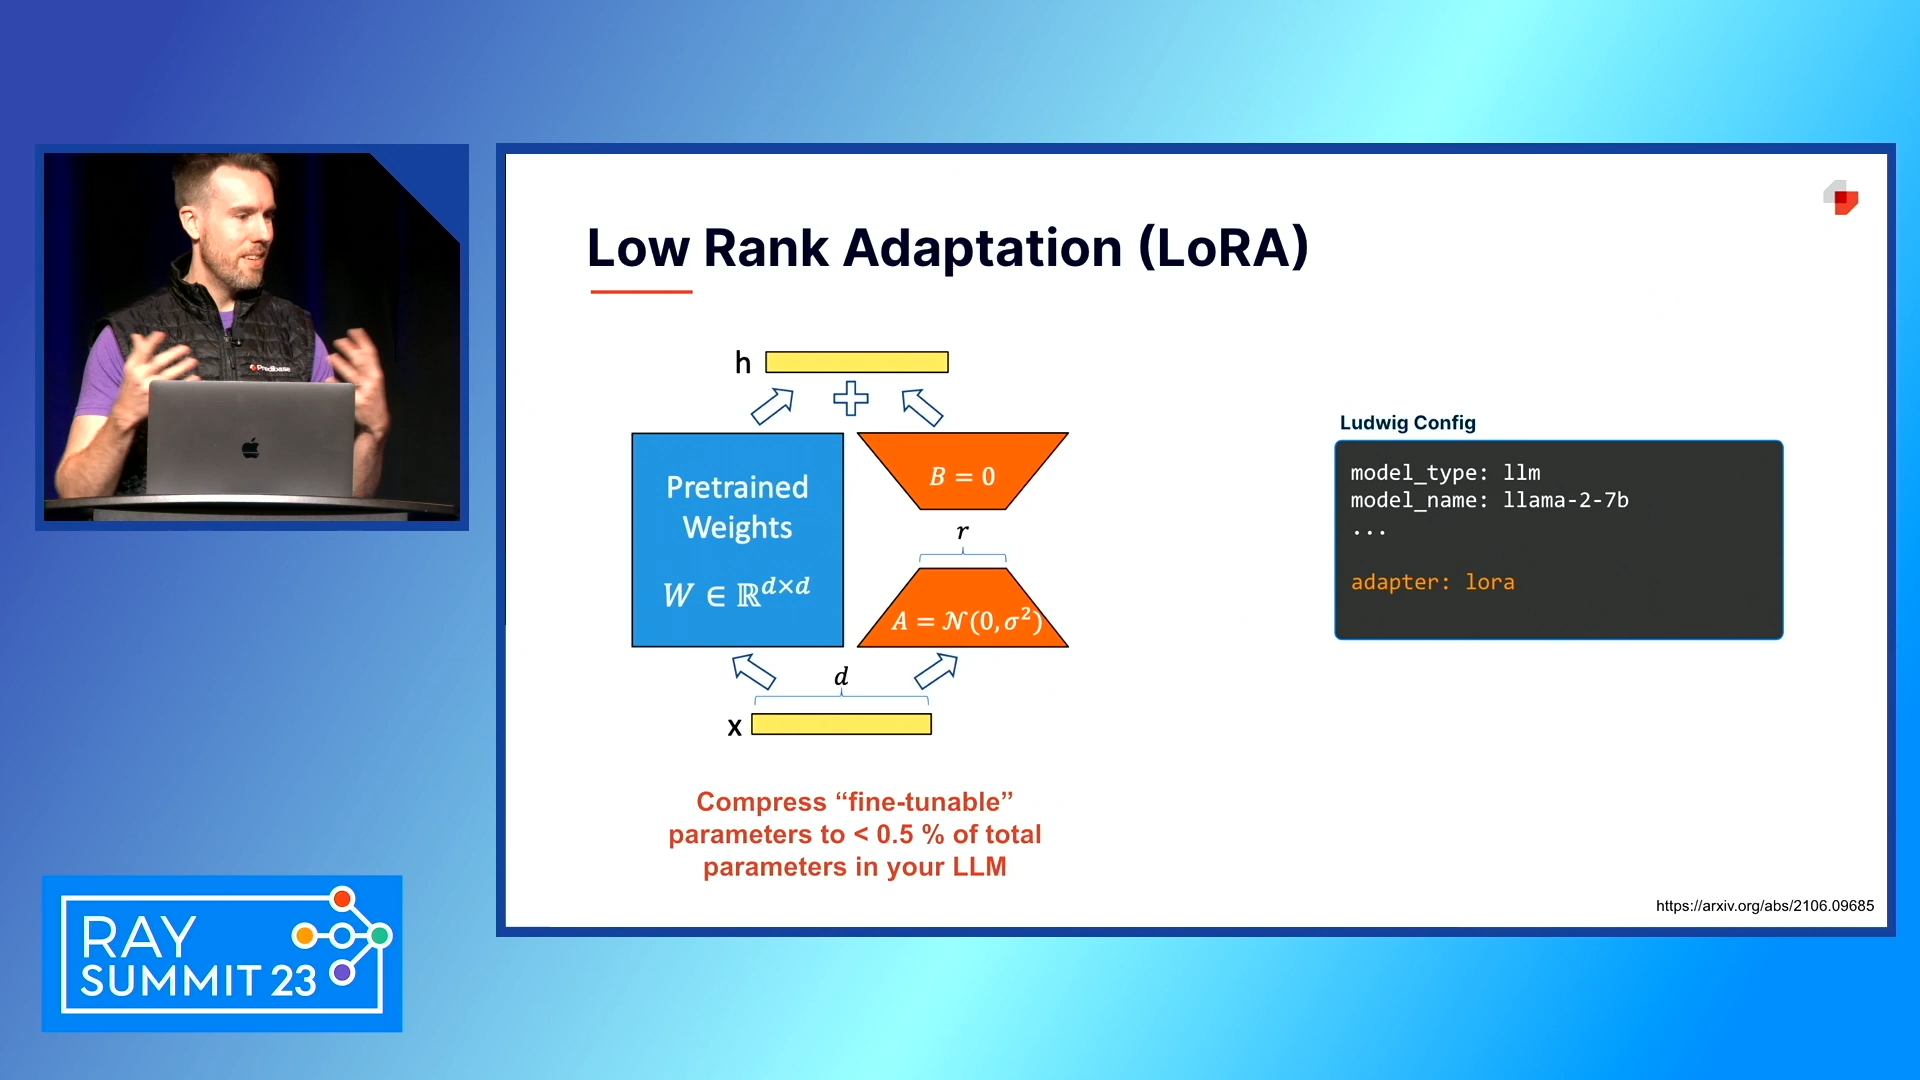 Low Rank Adaptation (LoRA)
h
Pretrained
Weights
W ∈ ℝ^{d×d}
B = 0
r
A = 𝒩(0, σ²)
d
x
Compress “fine-tunable”
parameters to < 0.5 % of total
parameters in your LLM
Ludwig Config
model_type: llm
model_name: llama-2-7b
...
adapter: lora
https://arxiv.org/abs/2106.09685
Predibase
RAY
SUMMIT 23